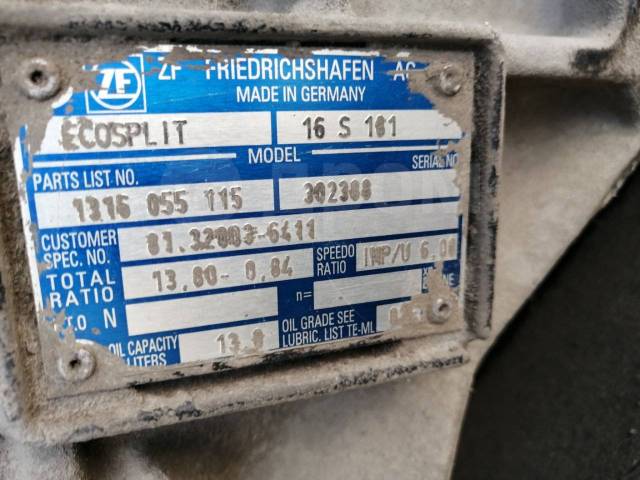 ZF ZF FRIEDRICHSHAFEN AG
MADE IN GERMANY
ECOSPLIT 16 S 181
MODEL
PARTS LIST NO. SERIAL NO
1316 055 115 302388
CUSTOMER SPEC. NO. 81.32003-6411
TOTAL RATIO 13,80- 0,84 SPEEDO RATIO IMP/U 6,0
N n=
OIL CAPACITY LITERS 13 OIL GRADE SEE
LUBRIC. LIST TE-ML